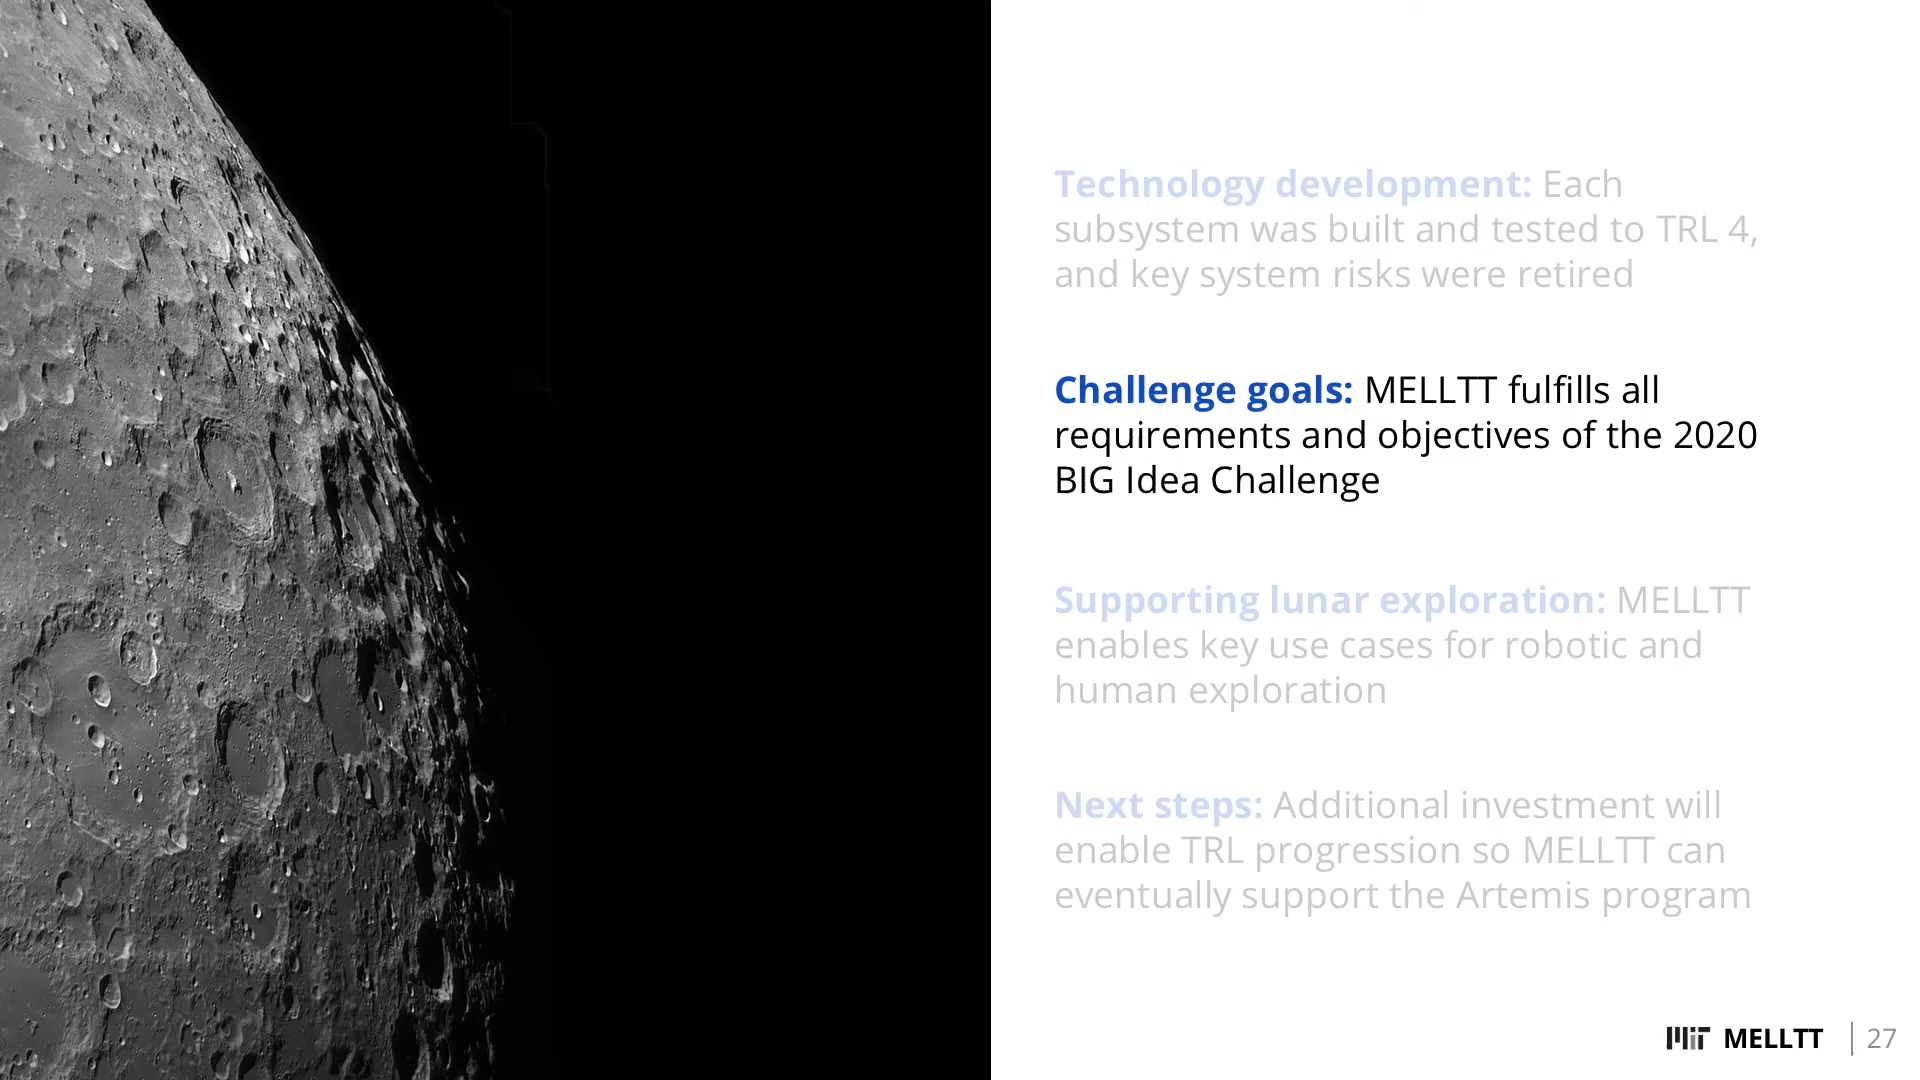 Technology development: Each
subsystem was built and tested to TRL 4,
and key system risks were retired
Challenge goals: MELLTT fulfills all
requirements and objectives of the 2020
BIG Idea Challenge
Supporting lunar exploration: MELLTT
enables key use cases for robotic and
human exploration
Next steps: Additional investment will
enable TRL progression so MELLTT can
eventually support the Artemis program
MIT MELLTT | 27